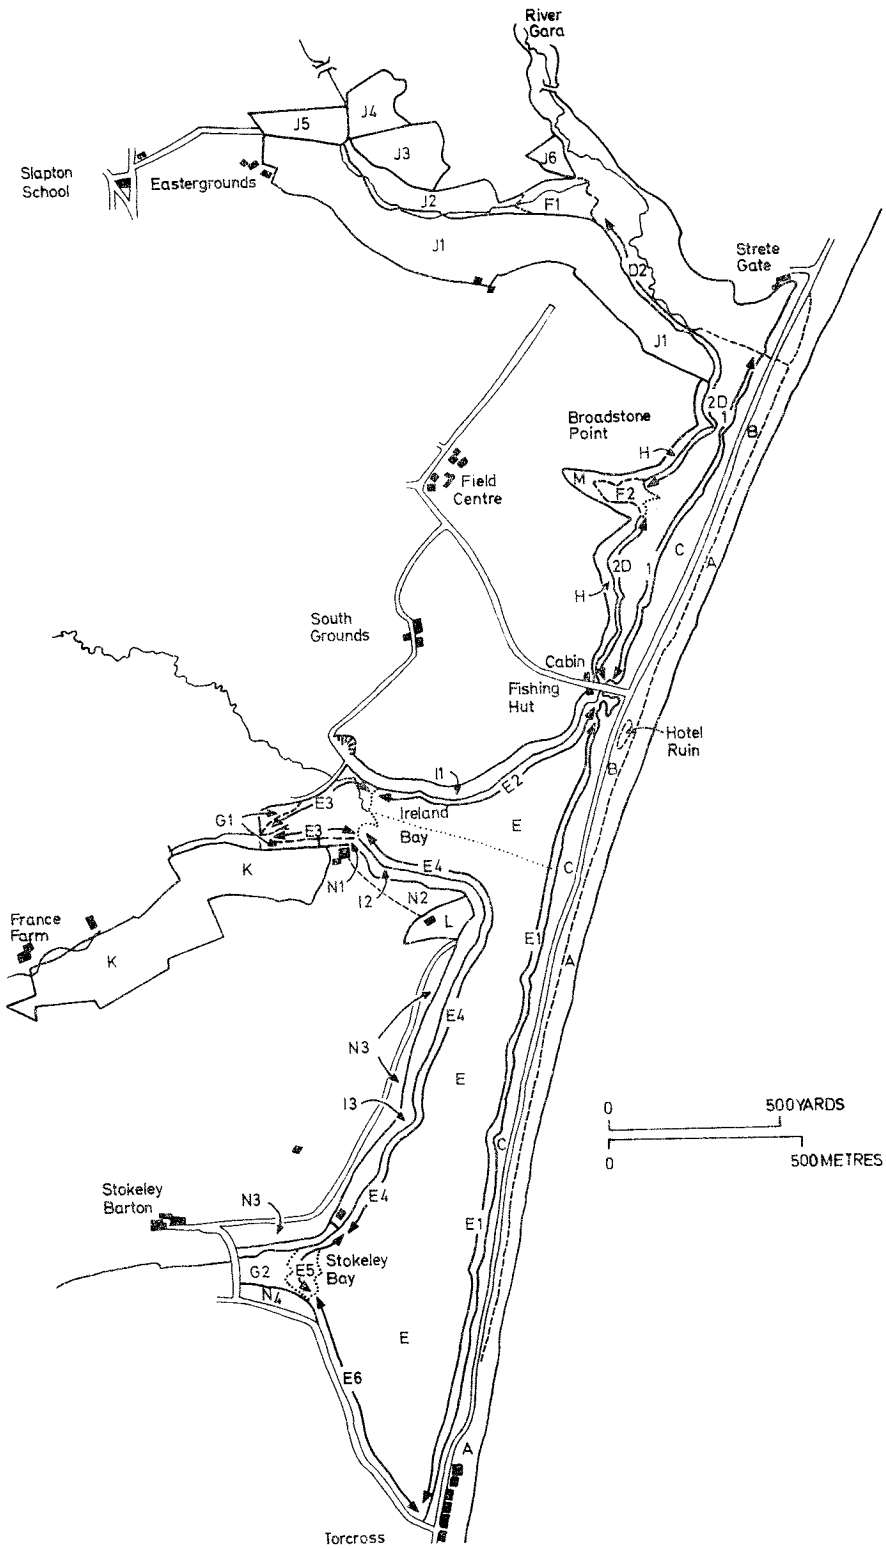 River
Gara
J4
J5
J3
J6
Slapton
School
Eastergrounds
J2
F1
J1
Strete
Gate
D2
J1
2D
1
Broadstone
Point
B
H
M
F2
Field
Centre
C
A
2D
1
H
South
Grounds
Cabin
Fishing
Hut
Hotel
Ruin
B
I1
E2
E3
G1
Ireland
Bay
E
E3
E4
C
K
N1
I2
N2
L
France
Farm
K
E1
A
E4
N3
E
I3
0
500 YARDS
0
500 METRES
C
Stokeley
Barton
N3
E4
E1
Stokeley
Bay
G2
E5
N4
E
E6
A
Torcross